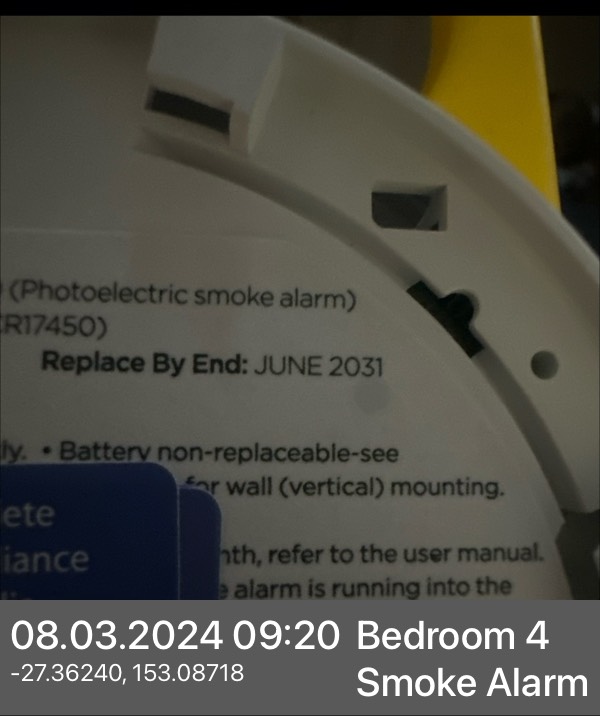 (Photoelectric smoke alarm)
R17450)
Replace By End: JUNE 2031
ly. • Battery non-replaceable-see
for wall (vertical) mounting.
ete
iance
nth, refer to the user manual.
alarm is running into the
08.03.2024 09:20
-27.36240, 153.08718
Bedroom 4
Smoke Alarm